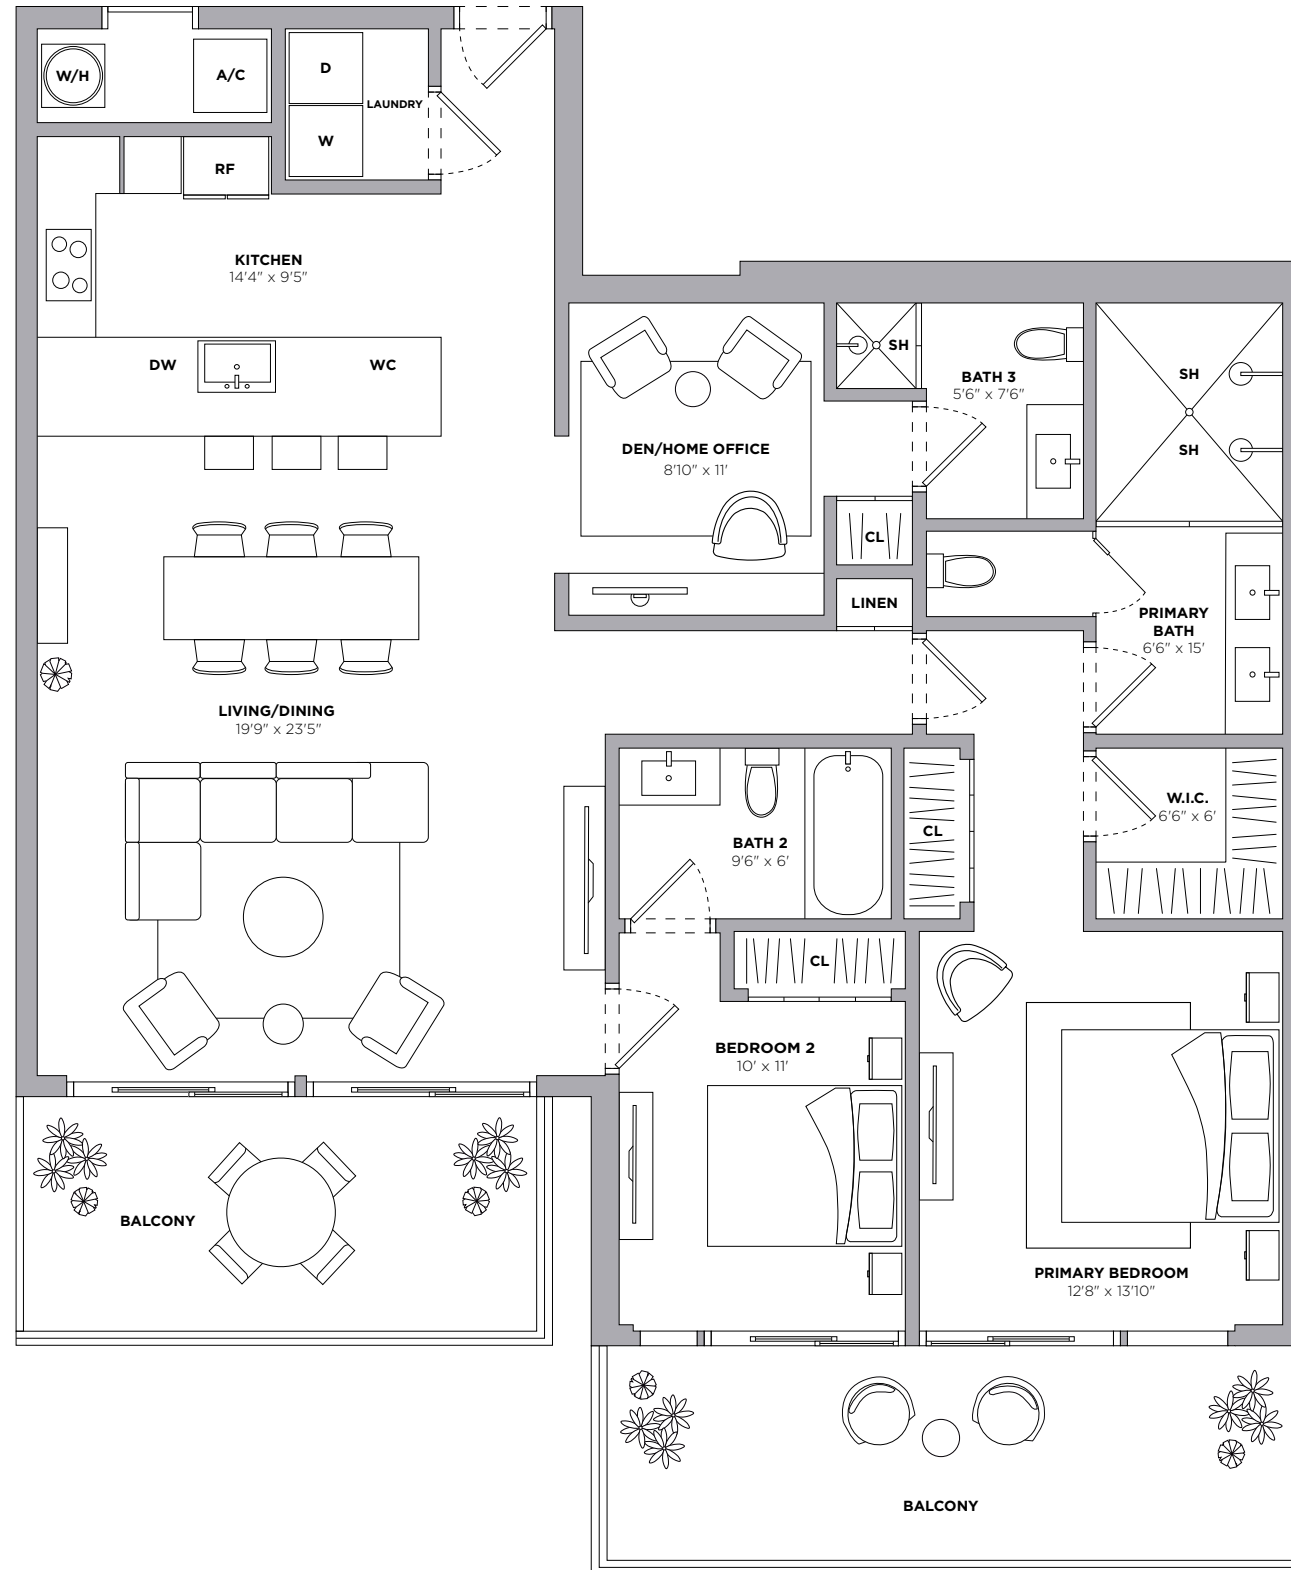 W/H
A/C
D
LAUNDRY
W
RF
KITCHEN
14'4" x 9'5"
DW
WC
SH
BATH 3
5'6" x 7'6"
SH
SH
DEN/HOME OFFICE
8'10" x 11'
CL
LINEN
PRIMARY
BATH
6'6" x 15'
LIVING/DINING
19'9" x 23'5"
W.I.C.
6'6" x 6'
CL
BATH 2
9'6" x 6'
CL
BEDROOM 2
10' x 11'
BALCONY
PRIMARY BEDROOM
12'8" x 13'10"
BALCONY